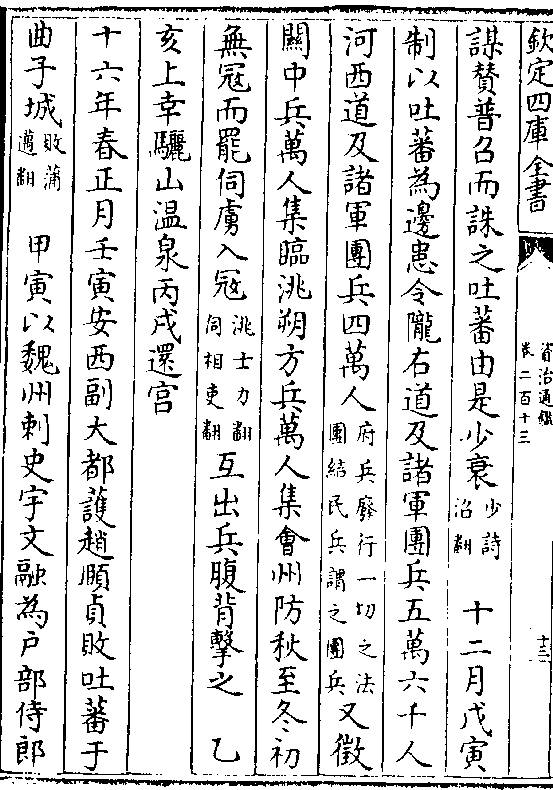 欽定四庫全書
資治通鑑
卷二百十三
十三
謀贊普召而誅之吐蕃由是少衰少詩沼翻 十二月戊寅
制以吐蕃為邊患令隴右道及諸軍團兵五萬六千人
河西道及諸軍團兵四萬人府兵廢行一切之法團結民兵謂之團兵又徵
關中兵萬人集臨洮朔方兵萬人集會州防秋至冬初
無冦而罷伺虜入冦洮士刀翻伺相吏翻互出兵腹背擊之 乙
亥上幸驪山温泉丙戌還宫
十六年春正月壬寅安西副大都護趙頤貞敗吐蕃于
曲子城敗蒲邁翻 甲寅以魏州刺史宇文融為户部侍郎